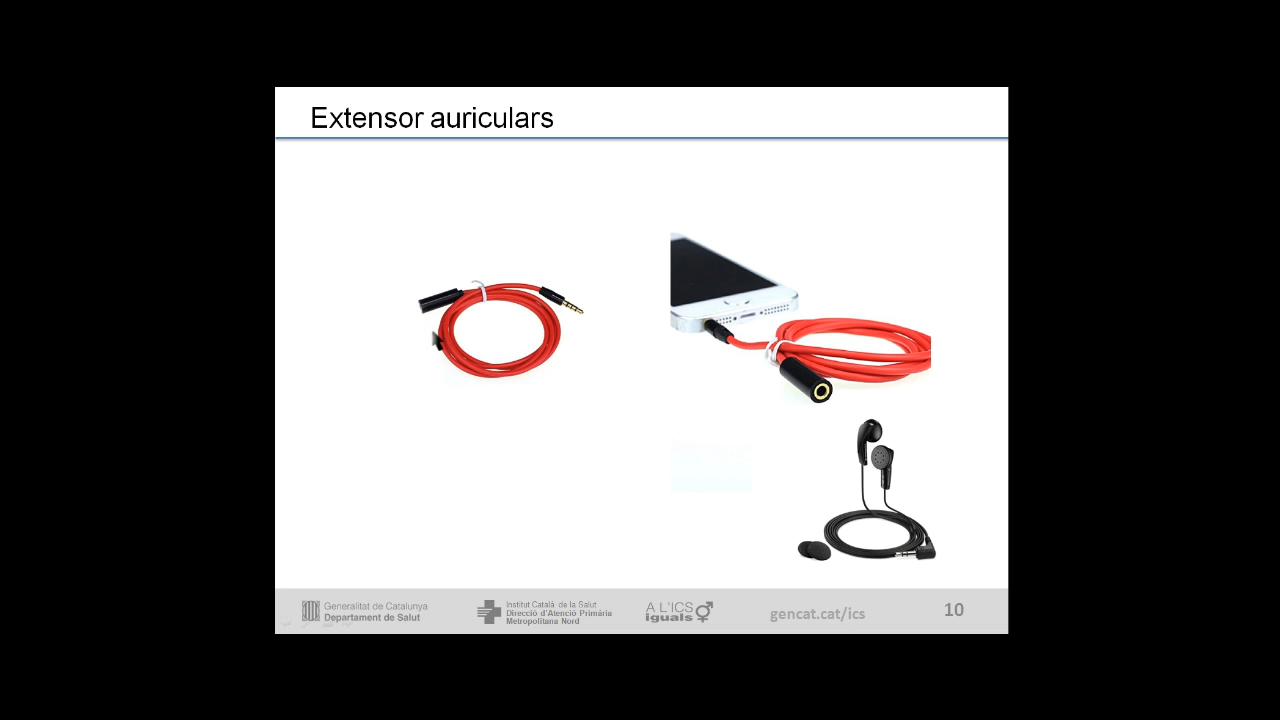 Extensor auriculars
Generalitat de Catalunya
Departament de Salut
Institut Català de la Salut
Direcció d'Atenció Primària
Metropolitana Nord
A L'ICS
iguals
gencat.cat/ics
10